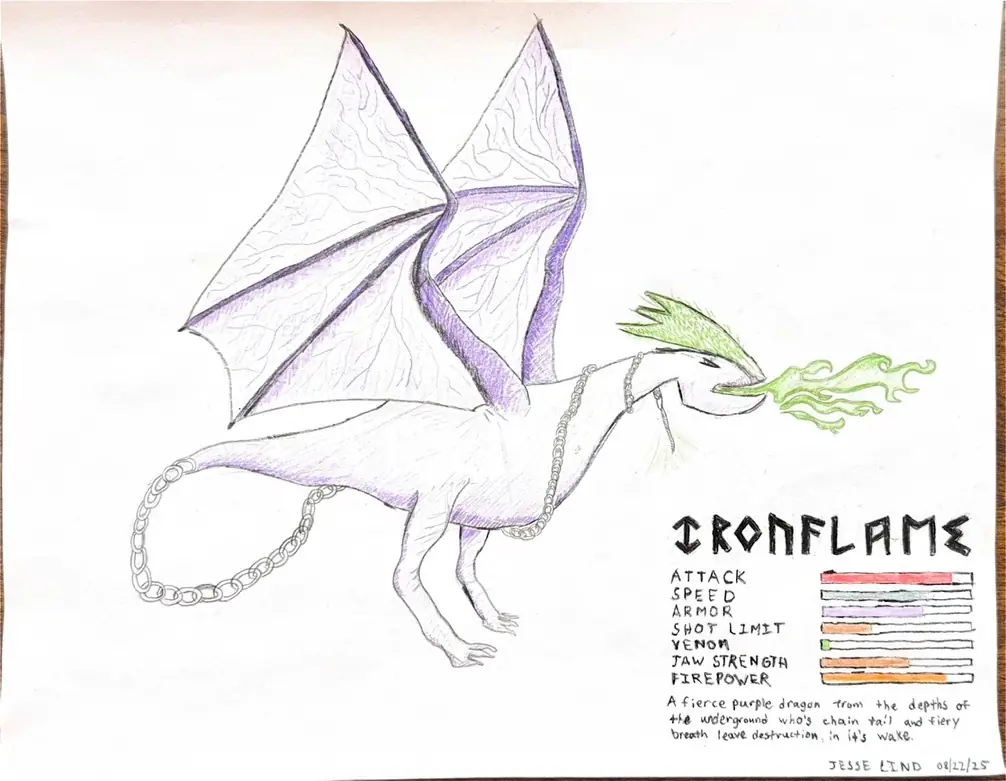 IRONFLAME
ATTACK
SPEED
ARMOR
SHOT LIMIT
VENOM
JAW STRENGTH
FIREPOWER
A fierce purple dragon from the depths of
the underground who's chain tail and fiery
breath leave destruction, in it's wake.
JESSE LIND 08/22/25